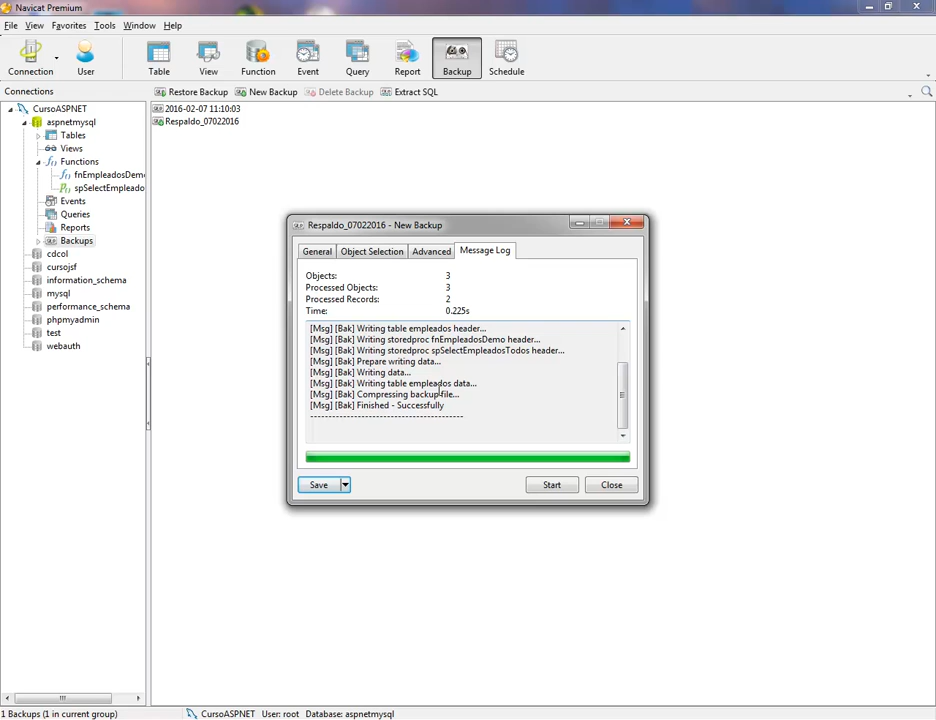 Navicat Premium
File View Favorites Tools Window Help
Connection User Table View Function Event Query Report Backup Schedule
Connections
Restore Backup New Backup Delete Backup Extract SQL
CursoASPNET
aspnetmysql
Tables
Views
Functions
fnEmpleadosDem
spSelectEmpleado
Events
Queries
Reports
Backups
cdcol
cursojsf
information_schema
mysql
performance_schema
phpmyadmin
test
webauth
2016-02-07 11:10:03
Respaldo_07022016
Respaldo_07022016 - New Backup
General Object Selection Advanced Message Log
Objects: 3
Processed Objects: 3
Processed Records: 2
Time: 0.225s
[Msg] [Bak] Writing table empleados header...
[Msg] [Bak] Writing storedproc fnEmpleadosDemo header...
[Msg] [Bak] Writing storedproc spSelectEmpleadosTodos header...
[Msg] [Bak] Prepare writing data...
[Msg] [Bak] Writing data...
[Msg] [Bak] Writing table empleados data...
[Msg] [Bak] Compressing backup file...
[Msg] [Bak] Finished - Successfully
--------------------------------------------------
Save Start Close
1 Backups (1 in current group) CursoASPNET User: root Database: aspnetmysql